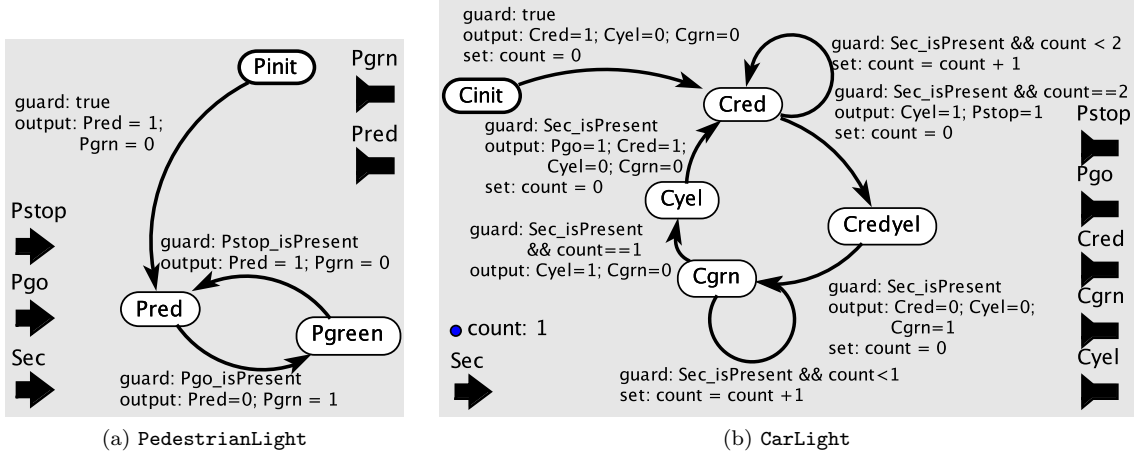 Pinit
Pgrn
guard: true
output: Pred = 1;
Pgrn = 0
Pred
Pstop
guard: Pstop_isPresent
output: Pred = 1; Pgrn = 0
Pgo
Pred
Pgreen
Sec
guard: Pgo_isPresent
output: Pred=0; Pgrn = 1
(a) PedestrianLight
guard: true
output: Cred=1; Cyel=0; Cgrn=0
set: count = 0
guard: Sec_isPresent && count < 2
set: count = count + 1
Cinit
Cred
guard: Sec_isPresent && count==2
output: Cyel=1; Pstop=1
set: count = 0
Pstop
guard: Sec_isPresent
output: Pgo=1; Cred=1;
Cyel=0; Cgrn=0
set: count = 0
Pgo
Cyel
Credyel
guard: Sec_isPresent
&& count==1
output: Cyel=1; Cgrn=0
Cred
Cgrn
guard: Sec_isPresent
output: Cred=0; Cyel=0;
Cgrn=1
set: count = 0
Cgrn
count: 1
Sec
Cyel
guard: Sec_isPresent && count<1
set: count = count +1
(b) CarLight